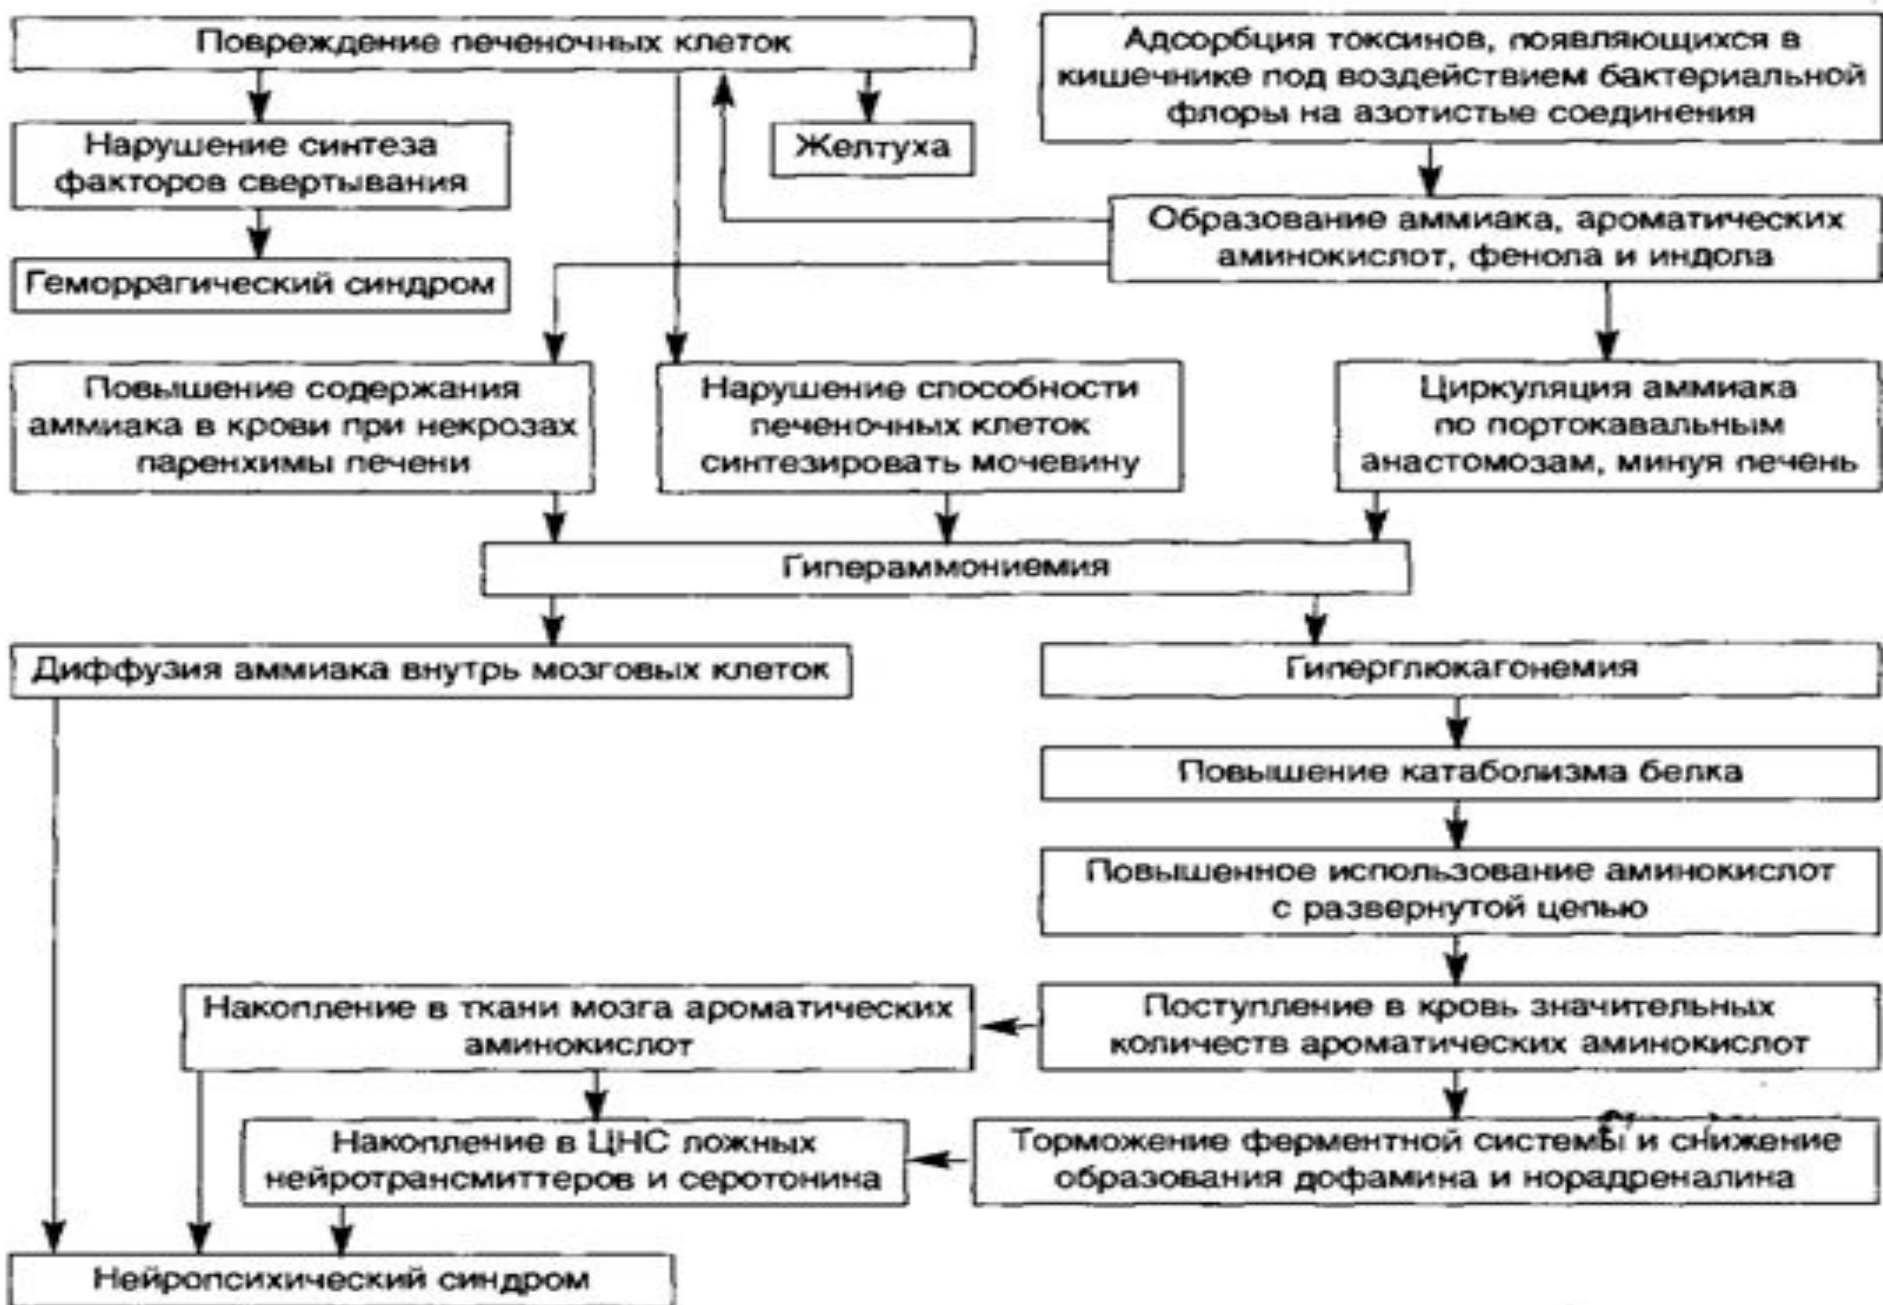 Повреждение печеночных клеток
Адсорбция токсинов, появляющихся в
кишечнике под воздействием бактериальной
флоры на азотистые соединения
Нарушение синтеза
факторов свертывания
Желтуха
Образование аммиака, ароматических
аминокислот, фенола и индола
Геморрагический синдром
Повышение содержания
аммиака в крови при некрозах
паренхимы печени
Нарушение способности
печеночных клеток
синтезировать мочевину
Циркуляция аммиака
по портокавальным
анастомозам, минуя печень
Гипераммониемия
Диффузия аммиака внутрь мозговых клеток
Гиперглюкагонемия
Повышение катаболизма белка
Повышенное использование аминокислот
с развернутой цепью
Накопление в ткани мозга ароматических
аминокислот
Поступление в кровь значительных
количеств ароматических аминокислот
Накопление в ЦНС ложных
нейротрансмиттеров и серотонина
Торможение ферментной системы и снижение
образования дофамина и норадреналина
Нейропсихический синдром